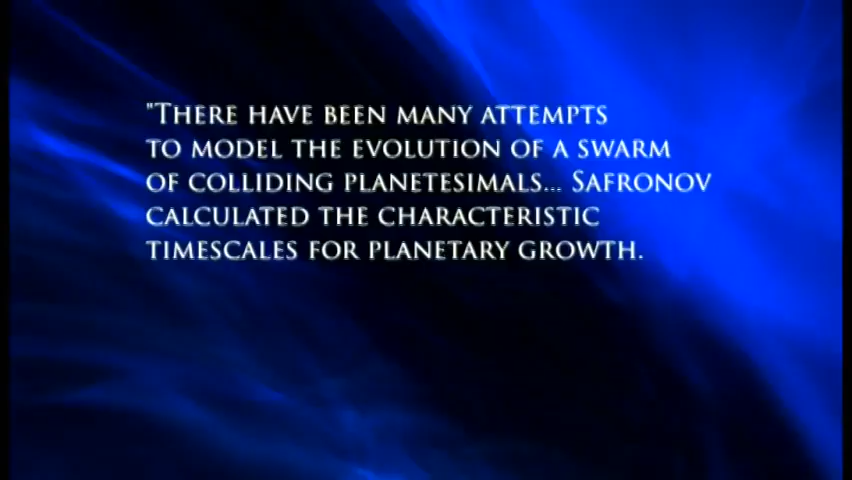 "There have been many attempts
to model the evolution of a swarm
of colliding planetesimals... Safronov
calculated the characteristic
timescales for planetary growth.